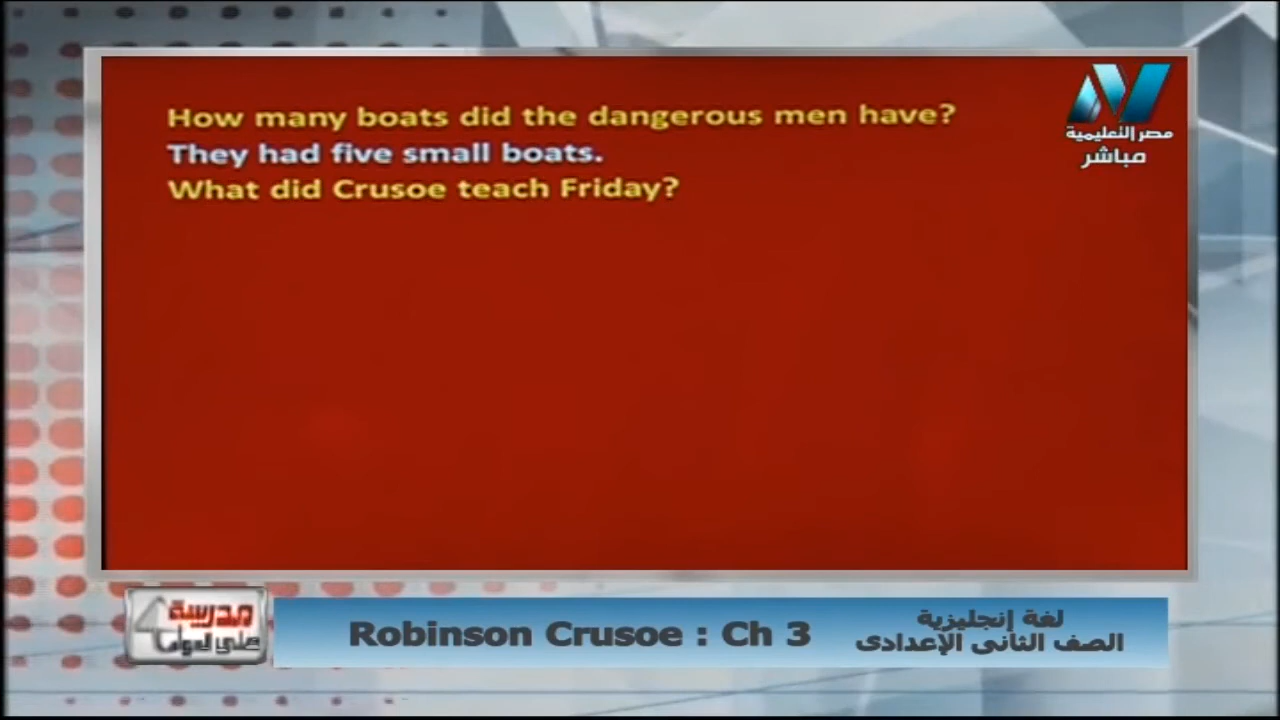 مصر التعليمية
مباشر
How many boats did the dangerous men have?
They had five small boats.
What did Crusoe teach Friday?
مدرسة
على الهواء
Robinson Crusoe : Ch 3
لغة إنجليزية
الصف الثانى الإعدادى